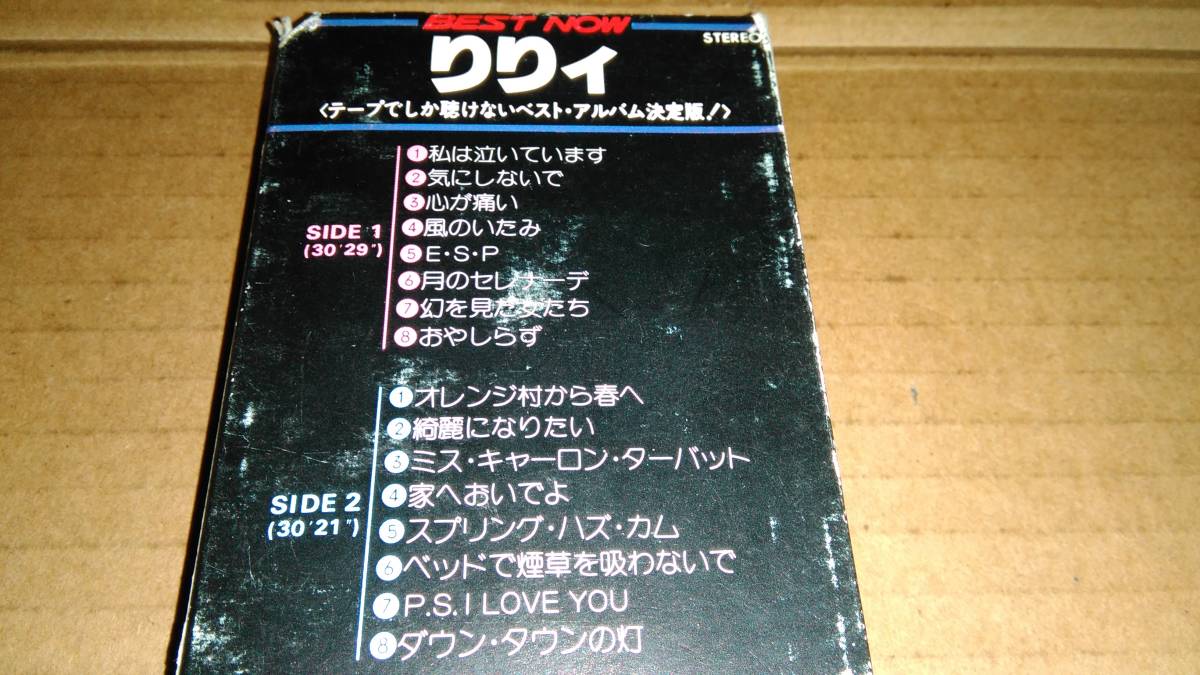 BEST NOW
STEREO
りりィ
〈テープでしか聴けないベスト・アルバム決定版!〉
SIDE 1
(30'29")
1 私は泣いています
2 気にしないで
3 心が痛い
4 風のいたみ
5 E・S・P
6 月のセレナーデ
7 幻を見た女たち
8 おやしらず
SIDE 2
(30'21")
1 オレンジ村から春へ
2 綺麗になりたい
3 ミス・キャーロン・ターバット
4 家へおいでよ
5 スプリング・ハズ・カム
6 ベッドで煙草を吸わないで
7 P.S. I LOVE YOU
8 ダウン・タウンの灯